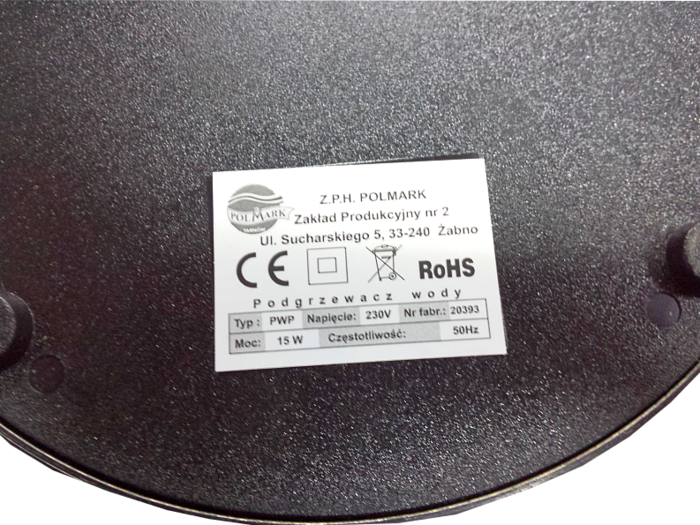 POLMARK
TARNÓW
Z.P.H. POLMARK
Zakład Produkcyjny nr 2
Ul. Sucharskiego 5, 33-240 Żabno
CE RoHS
Podgrzewacz wody
Typ : PWP Napięcie: 230V Nr fabr.: 20393
Moc: 15 W Częstotliwość: 50Hz